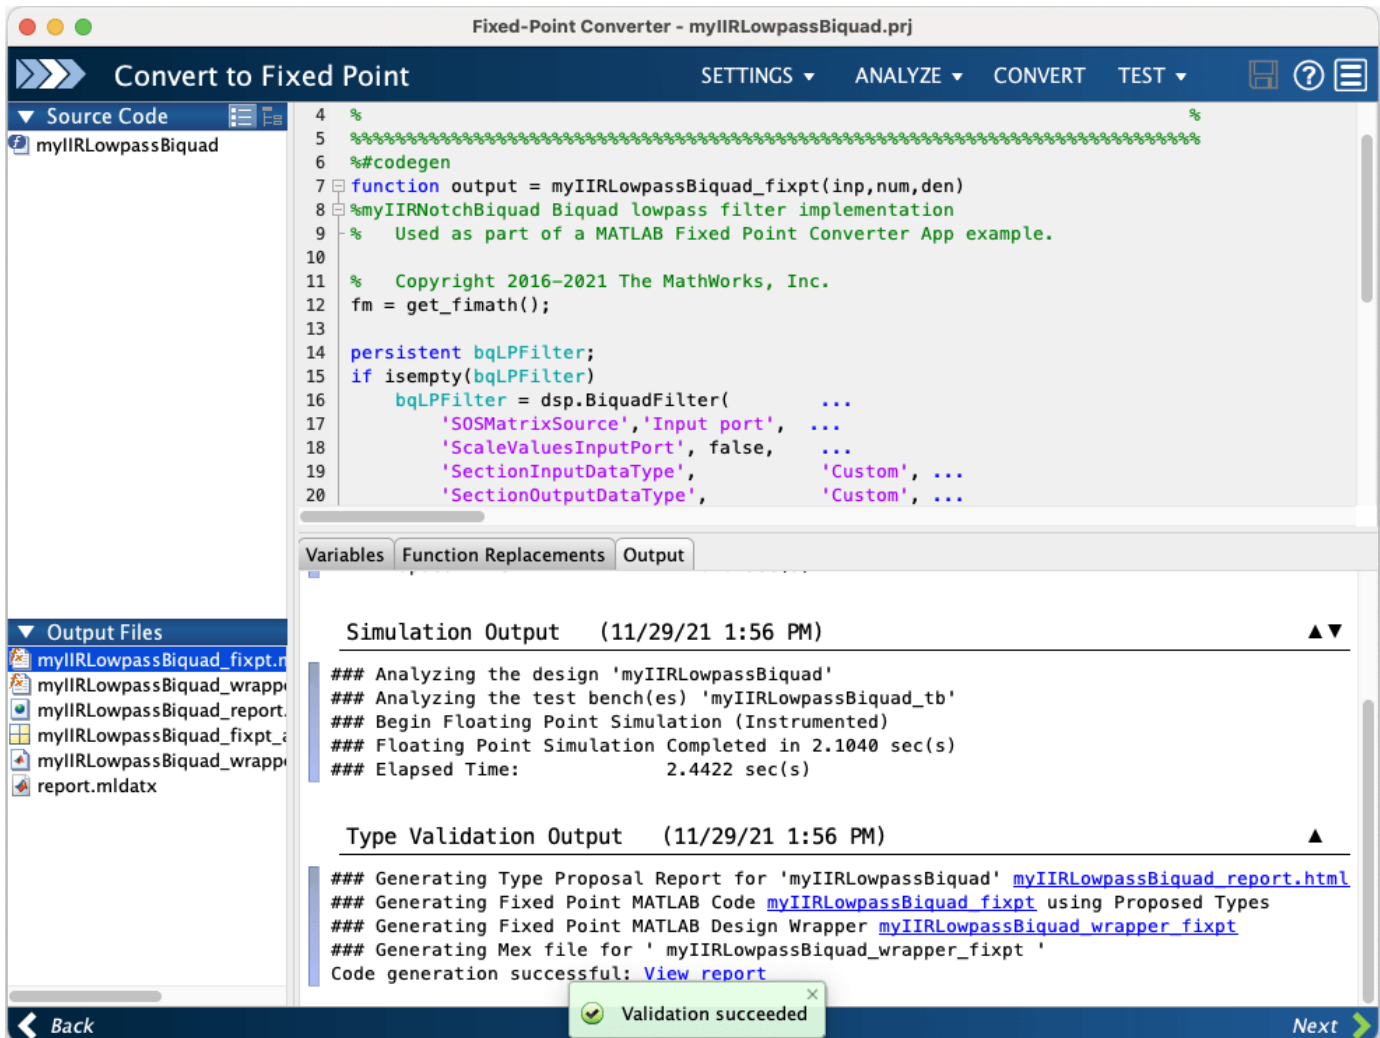 Fixed-Point Converter - myIIRLowpassBiquad.prj
Convert to Fixed Point
SETTINGS
ANALYZE
CONVERT
TEST
Source Code
myIIRLowpassBiquad
4 % %
5 %%%%%%%%%%%%%%%%%%%%%%%%%%%%%%%%%%%%%%%%%%%%%%%%%%%%%%%%%%%%%%%%%%%%%%%%%%%%
6 %#codegen
7 function output = myIIRLowpassBiquad_fixpt(inp,num,den)
8 %myIIRNotchBiquad Biquad lowpass filter implementation
9 %   Used as part of a MATLAB Fixed Point Converter App example.
10
11 %   Copyright 2016-2021 The MathWorks, Inc.
12 fm = get_fimath();
13
14 persistent bqLPFilter;
15 if isempty(bqLPFilter)
16 bqLPFilter = dsp.BiquadFilter( ...
17 'SOSMatrixSource','Input port', ...
18 'ScaleValuesInputPort', false, ...
19 'SectionInputDataType', 'Custom', ...
20 'SectionOutputDataType', 'Custom', ...
Variables
Function Replacements
Output
Simulation Output (11/29/21 1:56 PM)
### Analyzing the design 'myIIRLowpassBiquad'
### Analyzing the test bench(es) 'myIIRLowpassBiquad_tb'
### Begin Floating Point Simulation (Instrumented)
### Floating Point Simulation Completed in 2.1040 sec(s)
### Elapsed Time: 2.4422 sec(s)
Type Validation Output (11/29/21 1:56 PM)
### Generating Type Proposal Report for 'myIIRLowpassBiquad' myIIRLowpassBiquad_report.html
### Generating Fixed Point MATLAB Code myIIRLowpassBiquad_fixpt using Proposed Types
### Generating Fixed Point MATLAB Design Wrapper myIIRLowpassBiquad_wrapper_fixpt
### Generating Mex file for ' myIIRLowpassBiquad_wrapper_fixpt '
Code generation successful: View report
Output Files
myIIRLowpassBiquad_fixpt.
myIIRLowpassBiquad_wrappe
myIIRLowpassBiquad_report.
myIIRLowpassBiquad_fixpt_
myIIRLowpassBiquad_wrappe
report.mldatx
Validation succeeded
Back
Next